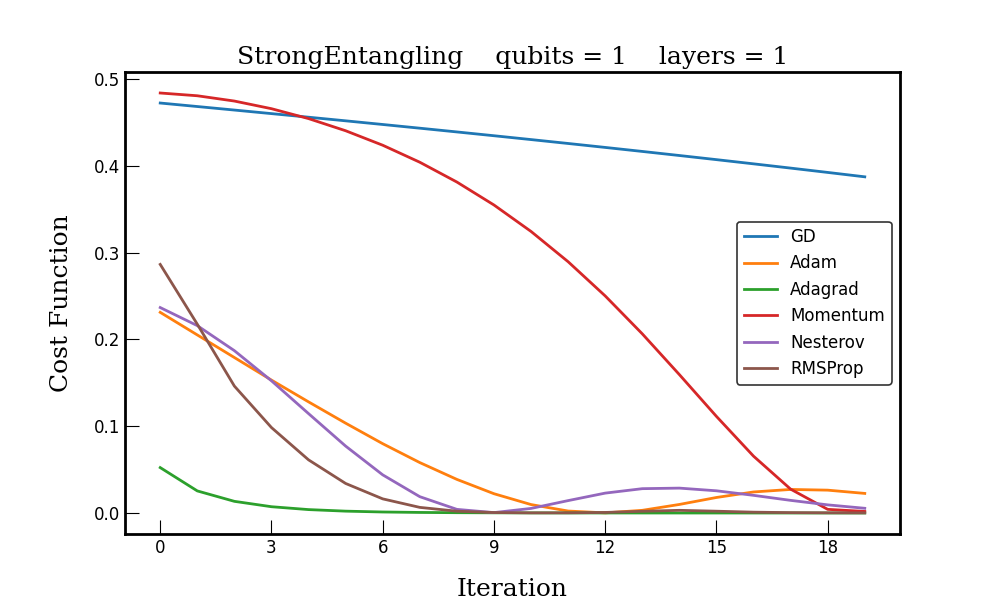 StrongEntangling qubits = 1 layers = 1
Cost Function
0.5
0.4
0.3
0.2
0.1
0.0
0 3 6 9 12 15 18
Iteration
GD
Adam
Adagrad
Momentum
Nesterov
RMSProp